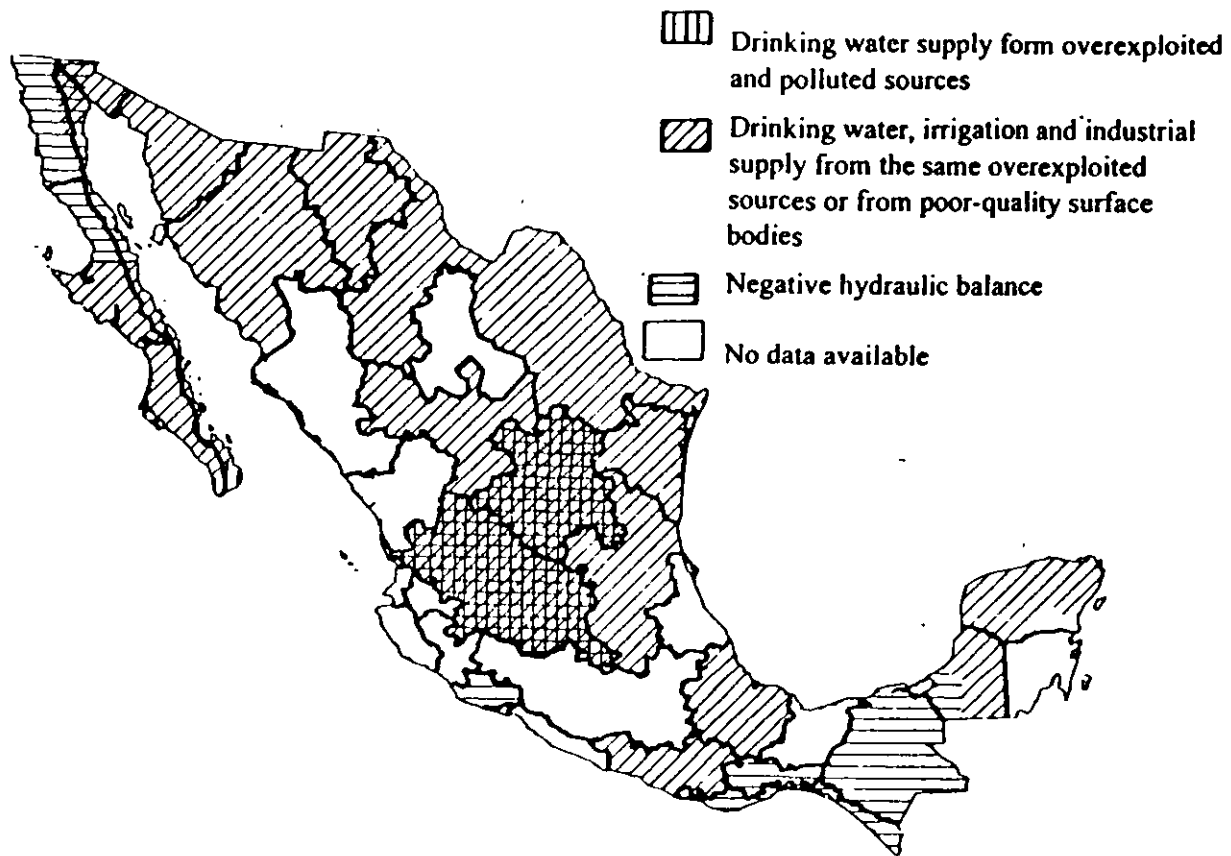 Drinking water supply form overexploited
and polluted sources
Drinking water, irrigation and industrial
supply from the same overexploited
sources or from poor-quality surface
bodies
Negative hydraulic balance
No data available